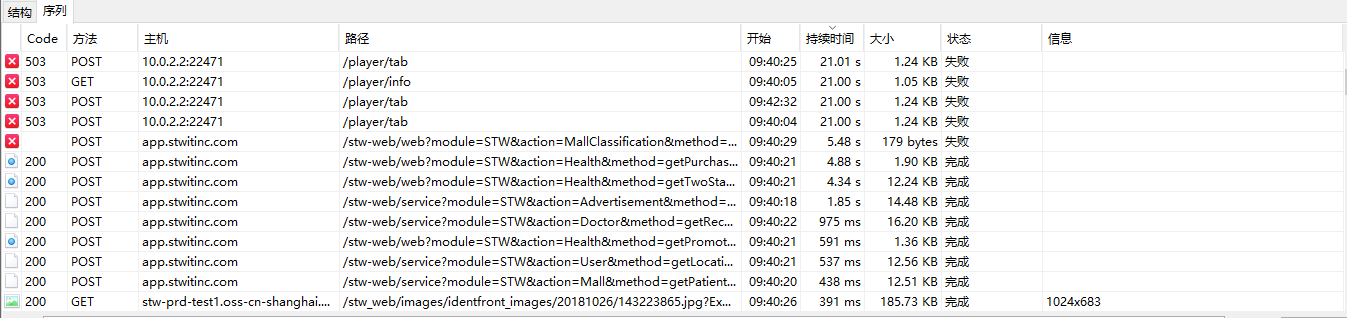 结构 序列
Code 方法 主机 路径 开始 持续时间 大小 状态 信息
503 POST 10.0.2.2:22471 /player/tab 09:40:25 21.01 s 1.24 KB 失败
503 GET 10.0.2.2:22471 /player/info 09:40:05 21.00 s 1.05 KB 失败
503 POST 10.0.2.2:22471 /player/tab 09:42:32 21.00 s 1.24 KB 失败
503 POST 10.0.2.2:22471 /player/tab 09:40:04 21.00 s 1.24 KB 失败
POST app.stwitinc.com /stw-web/web?module=STW&action=MallClassification&method=... 09:40:29 5.48 s 179 bytes 失败
200 POST app.stwitinc.com /stw-web/web?module=STW&action=Health&method=getPurchas... 09:40:21 4.88 s 1.90 KB 完成
200 POST app.stwitinc.com /stw-web/web?module=STW&action=Health&method=getTwoSta... 09:40:21 4.34 s 12.24 KB 完成
200 POST app.stwitinc.com /stw-web/service?module=STW&action=Advertisement&method=... 09:40:18 1.85 s 14.48 KB 完成
200 POST app.stwitinc.com /stw-web/service?module=STW&action=Doctor&method=getRec... 09:40:22 975 ms 16.20 KB 完成
200 POST app.stwitinc.com /stw-web/web?module=STW&action=Health&method=getPromot... 09:40:21 591 ms 1.36 KB 完成
200 POST app.stwitinc.com /stw-web/service?module=STW&action=User&method=getLocati... 09:40:21 537 ms 12.56 KB 完成
200 POST app.stwitinc.com /stw-web/service?module=STW&action=Mall&method=getPatient... 09:40:20 438 ms 12.51 KB 完成
200 GET stw-prd-test1.oss-cn-shanghai.... /stw_web/images/identfront_images/20181026/143223865.jpg?Ex... 09:40:26 391 ms 185.73 KB 完成 1024x683